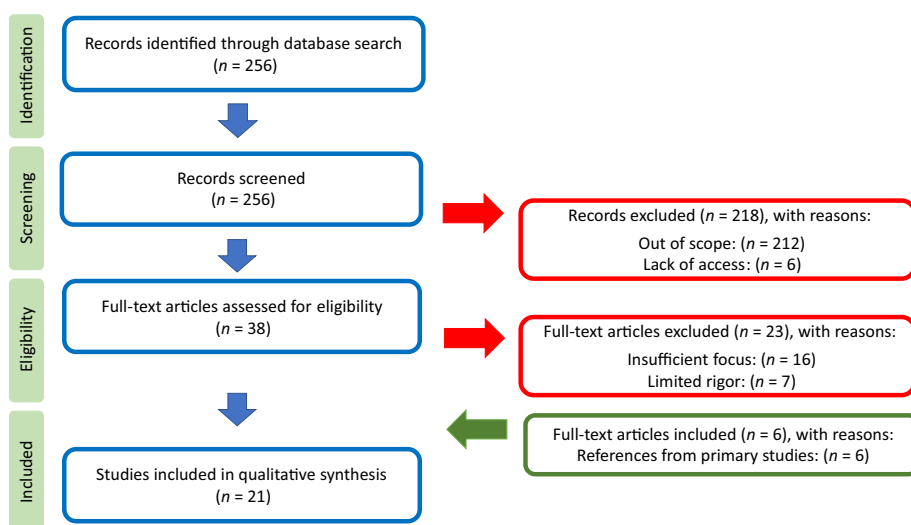 Identification
Records identified through database search
(n = 256)
Screening
Records screened
(n = 256)
Records excluded (n = 218), with reasons:
Out of scope: (n = 212)
Lack of access: (n = 6)
Eligibility
Full-text articles assessed for eligibility
(n = 38)
Full-text articles excluded (n = 23), with reasons:
Insufficient focus: (n = 16)
Limited rigor: (n = 7)
Included
Full-text articles included (n = 6), with reasons:
References from primary studies: (n = 6)
Studies included in qualitative synthesis
(n = 21)